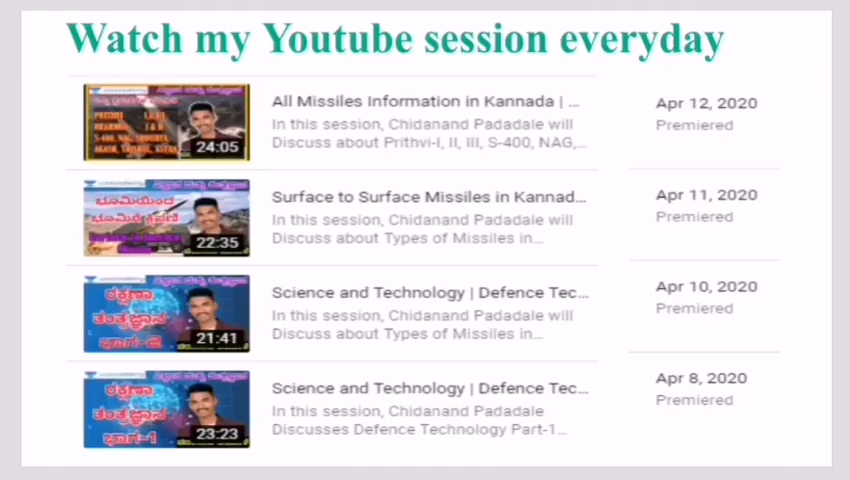 Watch my Youtube session everyday
All Missiles Information in Kannada | ...
In this session, Chidanand Padadale will
Discuss about Prithvi-I, II, III, S-400, NAG,...
24:05
Apr 12, 2020
Premiered
ಭೂಮಿಯಿಂದ
ಭೂಮಿಗೆ ಕ್ಷಿಪಣಿ
22:35
Surface to Surface Missiles in Kannad...
In this session, Chidanand Padadale will
Discuss about Types of Missiles in...
Apr 11, 2020
Premiered
ರಕ್ಷಣಾ
ತಂತ್ರಜ್ಞಾನ
ಭಾಗ-2
21:41
Science and Technology | Defence Tec...
In this session, Chidanand Padadale will
Discuss about Types of Missiles in...
Apr 10, 2020
Premiered
ರಕ್ಷಣಾ
ತಂತ್ರಜ್ಞಾನ
ಭಾಗ-1
23:23
Science and Technology | Defence Tec...
In this session, Chidanand Padadale
Discusses Defence Technology Part-1...
Apr 8, 2020
Premiered